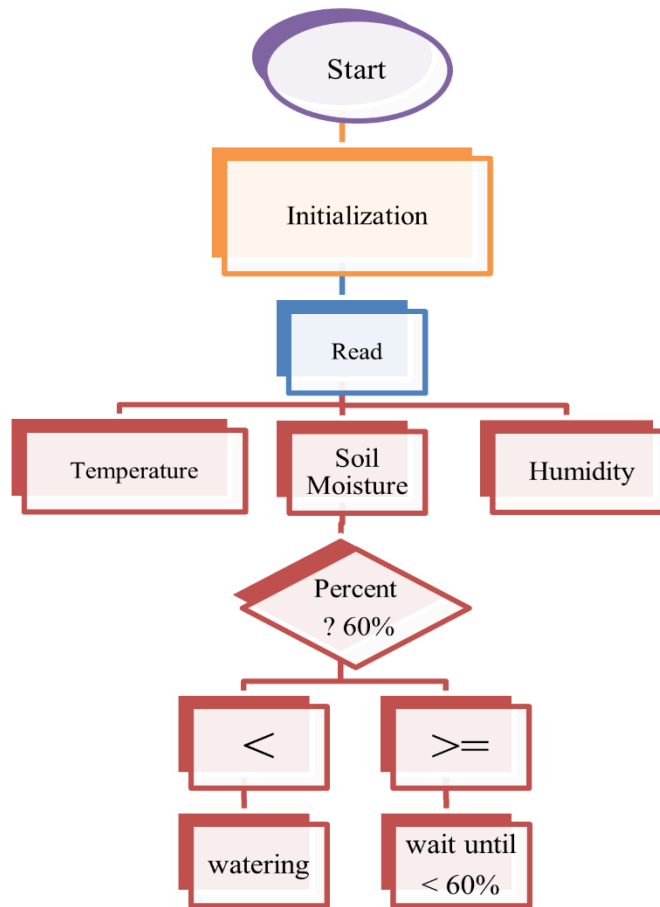 Start
Initialization
Read
Temperature
Soil
Moisture
Humidity
Percent
? 60%
<
>=
watering
wait until
< 60%